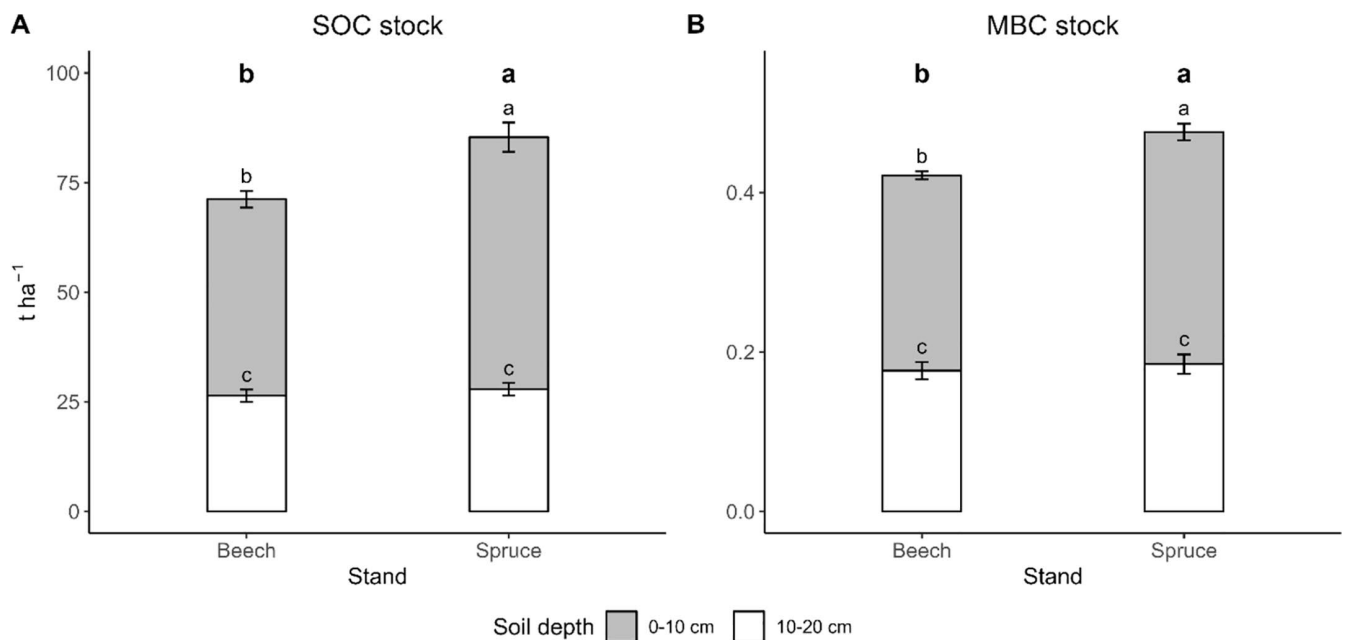 A
SOC stock
B
MBC stock
100
75
50
25
0
t ha⁻¹
b
a
b
a
c
c
Beech
Spruce
Stand
0.4
0.2
0.0
b
a
b
a
c
c
Beech
Spruce
Stand
Soil depth 0-10 cm 10-20 cm